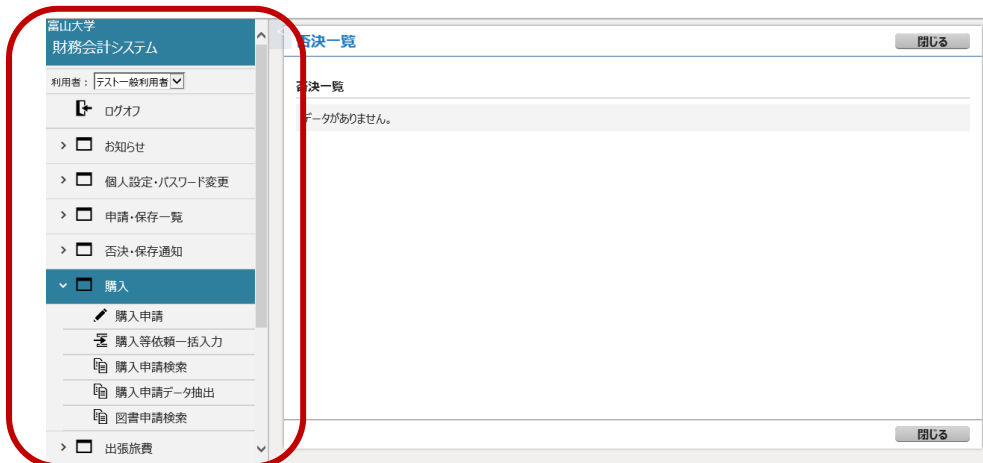 富山大学
財務会計システム
利用者： テスト一般利用者
ログオフ
お知らせ
個人設定・パスワード変更
申請・保存一覧
否決・保存通知
購入
購入申請
購入等依頼一括入力
購入申請検索
購入申請データ抽出
図書申請検索
出張旅費
否決一覧
閉じる
否決一覧
データがありません。
閉じる